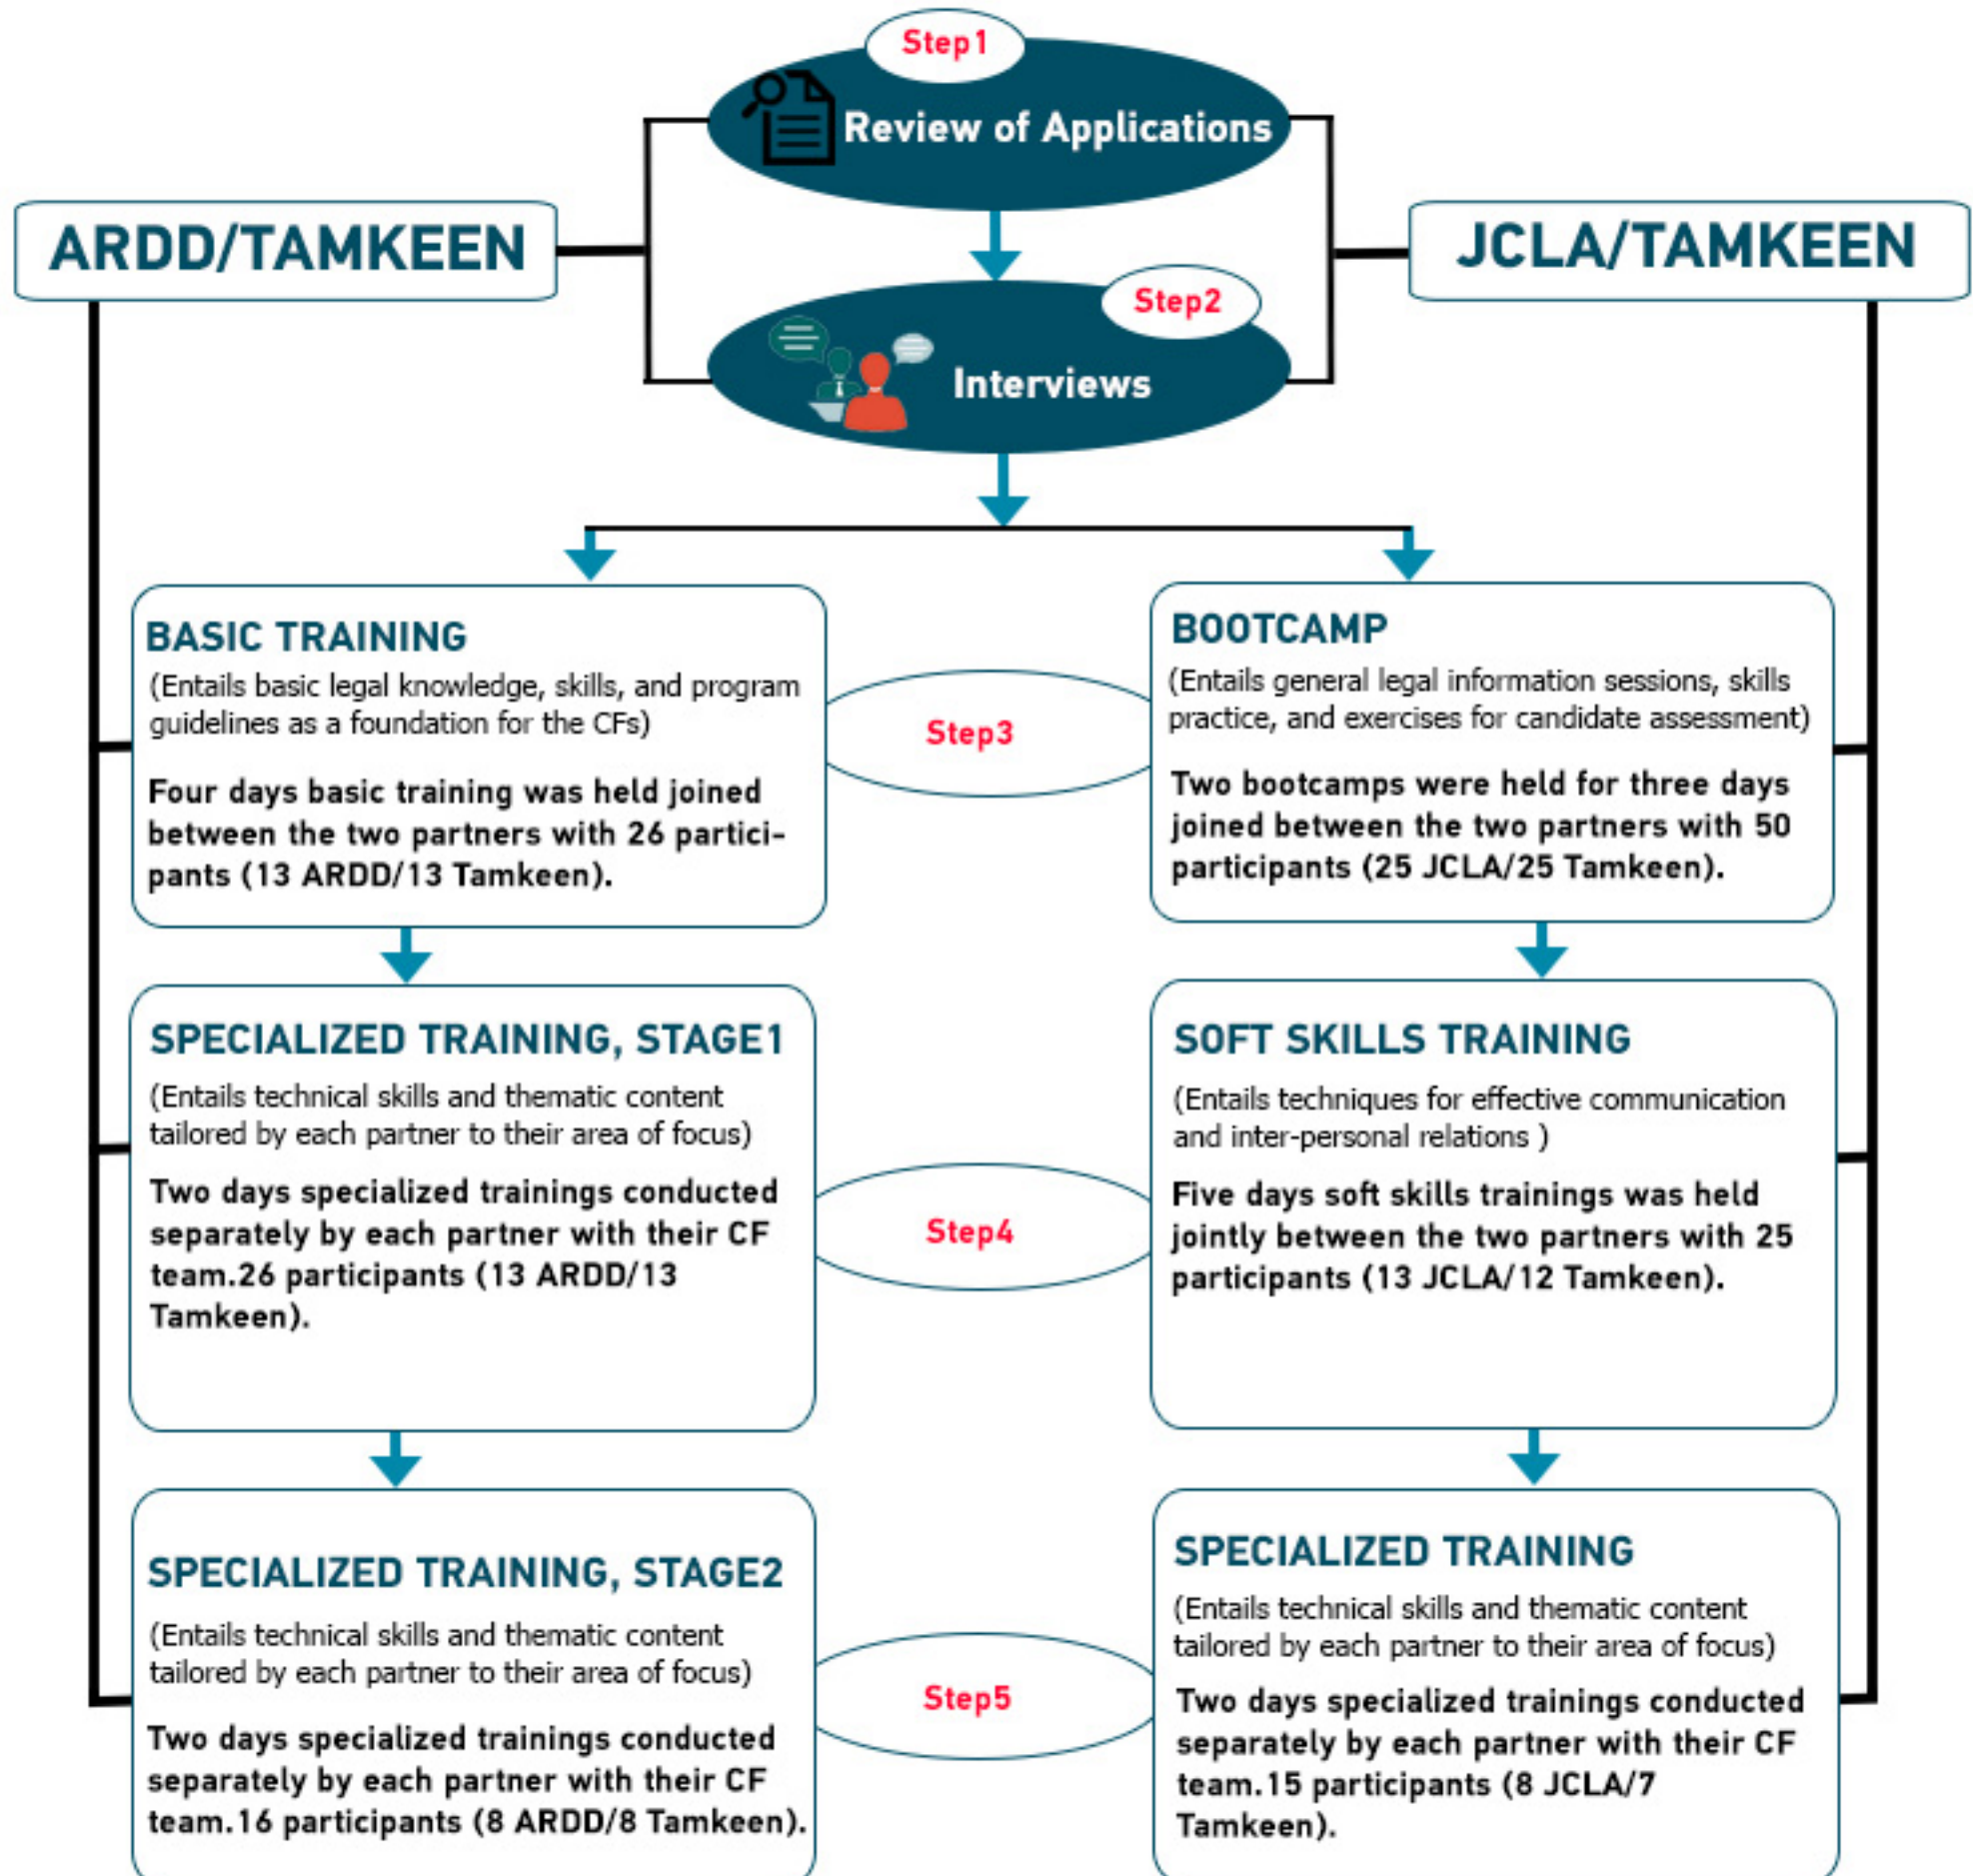 Step1
Review of Applications
ARDD/TAMKEEN
JCLA/TAMKEEN
Step2
Interviews
BASIC TRAINING
(Entails basic legal knowledge, skills, and program
guidelines as a foundation for the CFs)
Four days basic training was held joined
between the two partners with 26 partici-
pants (13 ARDD/13 Tamkeen).
Step3
BOOTCAMP
(Entails general legal information sessions, skills
practice, and exercises for candidate assessment)
Two bootcamps were held for three days
joined between the two partners with 50
participants (25 JCLA/25 Tamkeen).
SPECIALIZED TRAINING, STAGE1
(Entails technical skills and thematic content
tailored by each partner to their area of focus)
Two days specialized trainings conducted
separately by each partner with their CF
team.26 participants (13 ARDD/13
Tamkeen).
Step4
SOFT SKILLS TRAINING
(Entails techniques for effective communication
and inter-personal relations )
Five days soft skills trainings was held
jointly between the two partners with 25
participants (13 JCLA/12 Tamkeen).
SPECIALIZED TRAINING, STAGE2
(Entails technical skills and thematic content
tailored by each partner to their area of focus)
Two days specialized trainings conducted
separately by each partner with their CF
team.16 participants (8 ARDD/8 Tamkeen).
Step5
SPECIALIZED TRAINING
(Entails technical skills and thematic content
tailored by each partner to their area of focus)
Two days specialized trainings conducted
separately by each partner with their CF
team.15 participants (8 JCLA/7
Tamkeen).